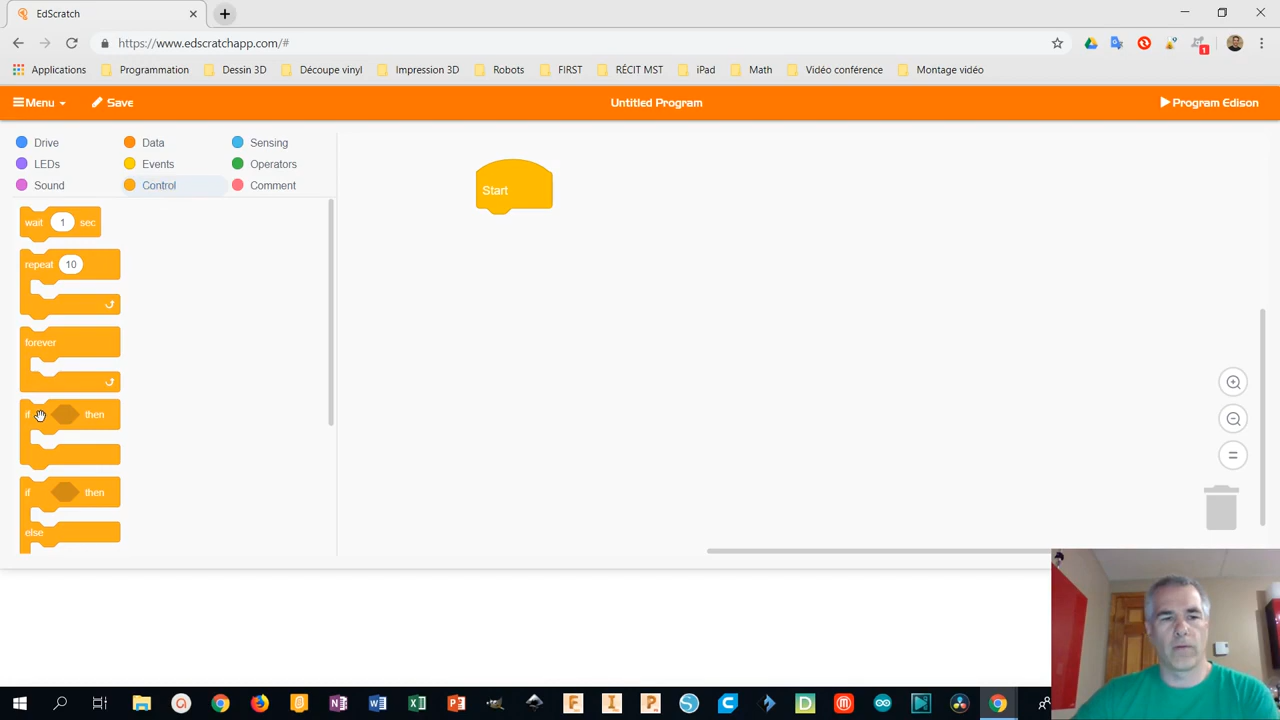 EdScratch
https://www.edscratchapp.com/#
1
Applications Programmation Dessin 3D Découpe vinyl Impression 3D Robots FIRST RÉCIT MST iPad Math Vidéo conférence Montage vidéo
Menu Save Untitled Program Program Edison
Drive Data Sensing
LEDs Events Operators
Sound Control Comment
wait 1 sec
Start
repeat 10
forever
if then
if then
else